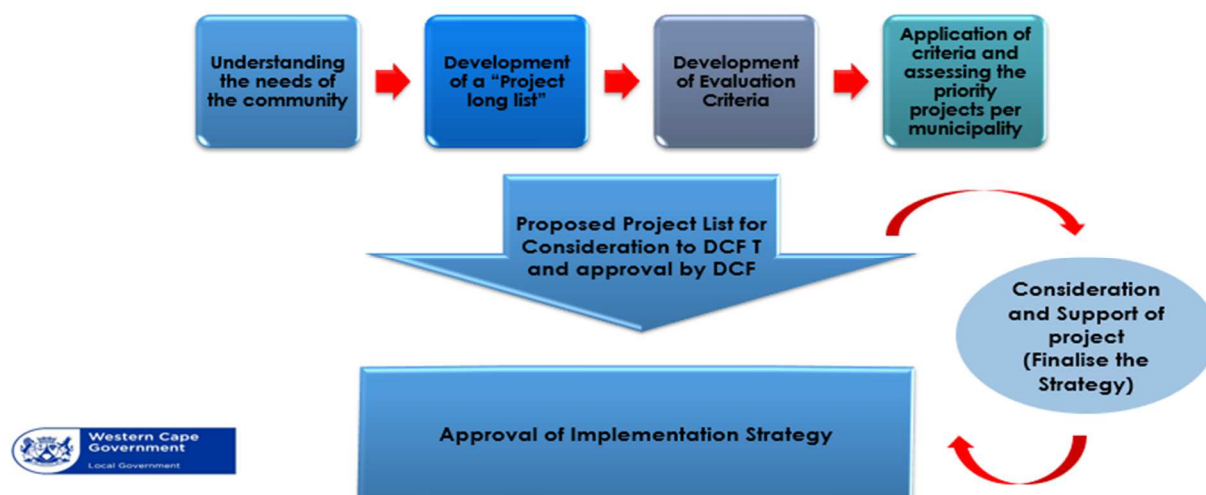 Understanding
the needs of
the community
Development
of a “Project
long list”
Development
of Evaluation
Criteria
Application of
criteria and
assessing the
priority
projects per
municipality
Proposed Project List for
Consideration to DCF T
and approval by DCF
Consideration
and Support of
project
(Finalise the
Strategy)
Approval of Implementation Strategy
Western Cape
Government
Local Government